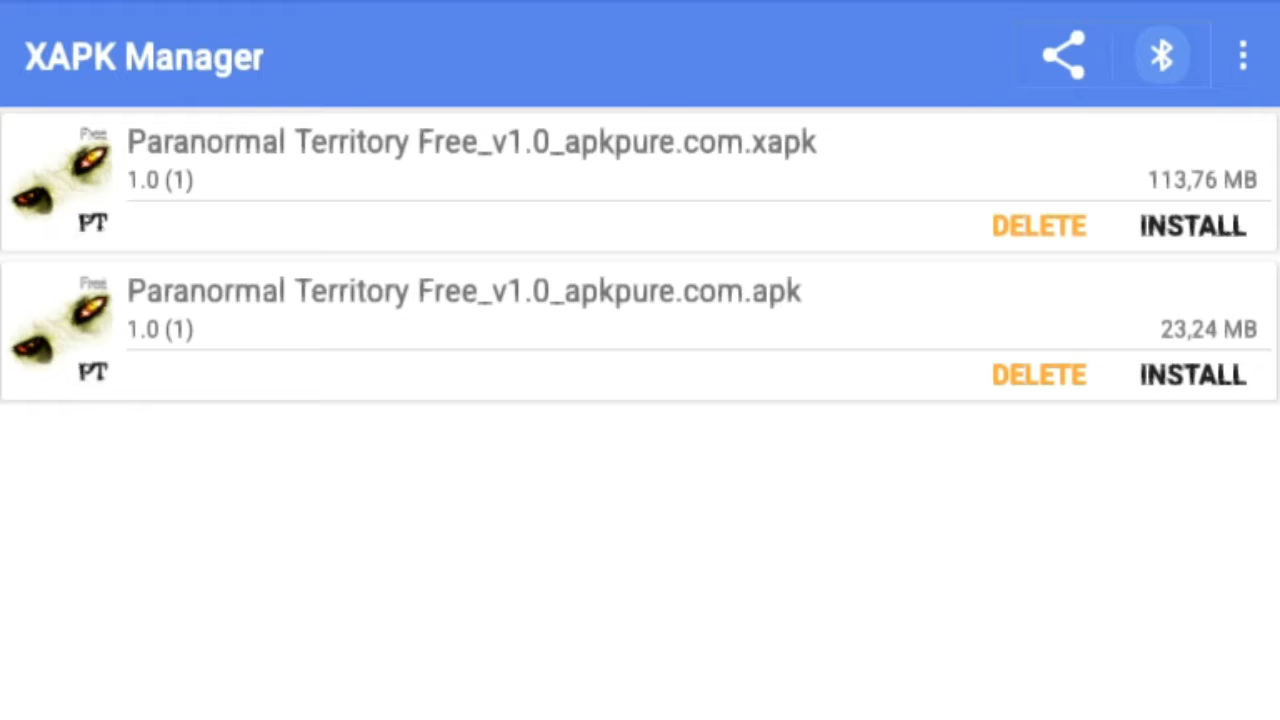 XAPK Manager
Free
Paranormal Territory Free_v1.0_apkpure.com.xapk
1.0 (1)
113,76 MB
PT
DELETE
INSTALL
Free
Paranormal Territory Free_v1.0_apkpure.com.apk
1.0 (1)
23,24 MB
PT
DELETE
INSTALL